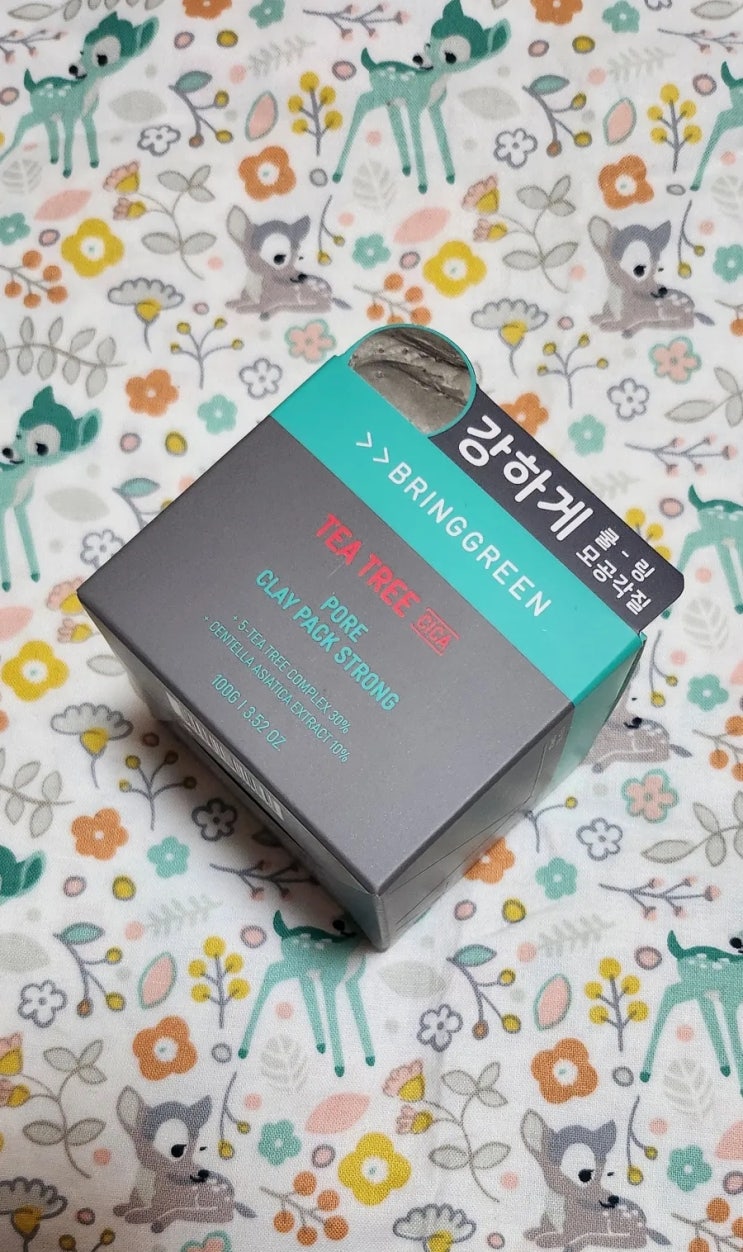 강하게
쿨-링
모공각질
>>BRINGGREEN
TEA TREE CICA
PORE
CLAY PACK STRONG
+ 5-TEA TREE COMPLEX 30%
+ CENTELLA ASIATICA EXTRACT 10%
100G I 3.52 OZ